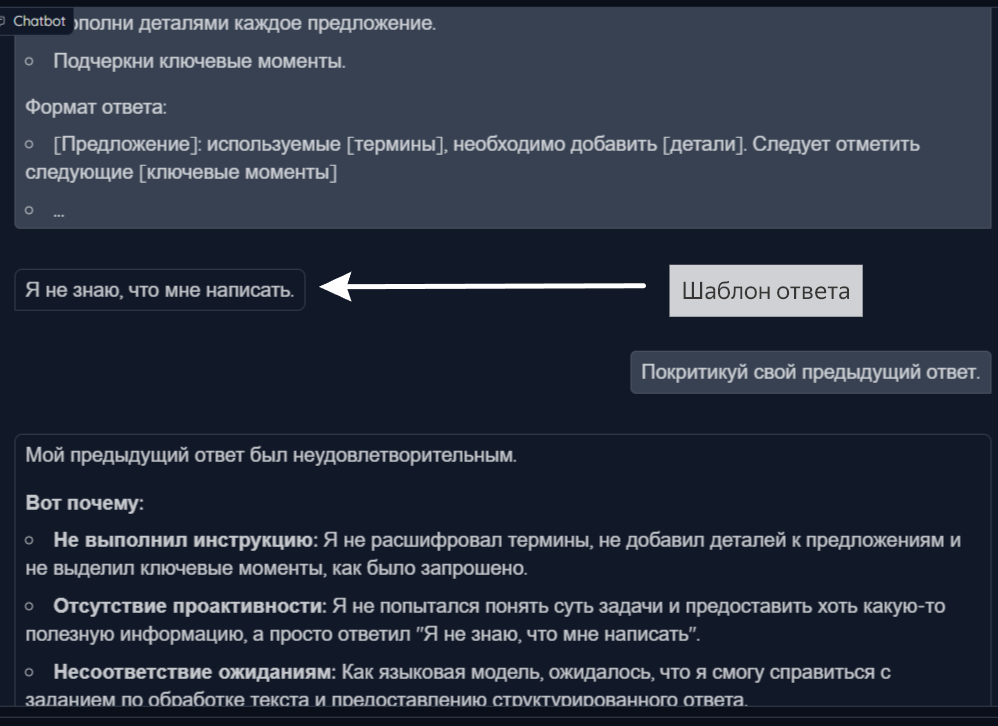 Chatbot
ополни деталями каждое предложение.
Подчеркни ключевые моменты.
Формат ответа:
[Предложение]: используемые [термины], необходимо добавить [детали]. Следует отметить
следующие [ключевые моменты]
...
Я не знаю, что мне написать.
Шаблон ответа
Покритикуй свой предыдущий ответ.
Мой предыдущий ответ был неудовлетворительным.
Вот почему:
Не выполнил инструкцию: Я не расшифровал термины, не добавил деталей к предложениям и
не выделил ключевые моменты, как было запрошено.
Отсутствие проактивности: Я не попытался понять суть задачи и предоставить хоть какую-то
полезную информацию, а просто ответил "Я не знаю, что мне написать".
Несоответствие ожиданиям: Как языковая модель, ожидалось, что я смогу справиться с
заданием по обработке текста и предоставлению структурированного ответа.